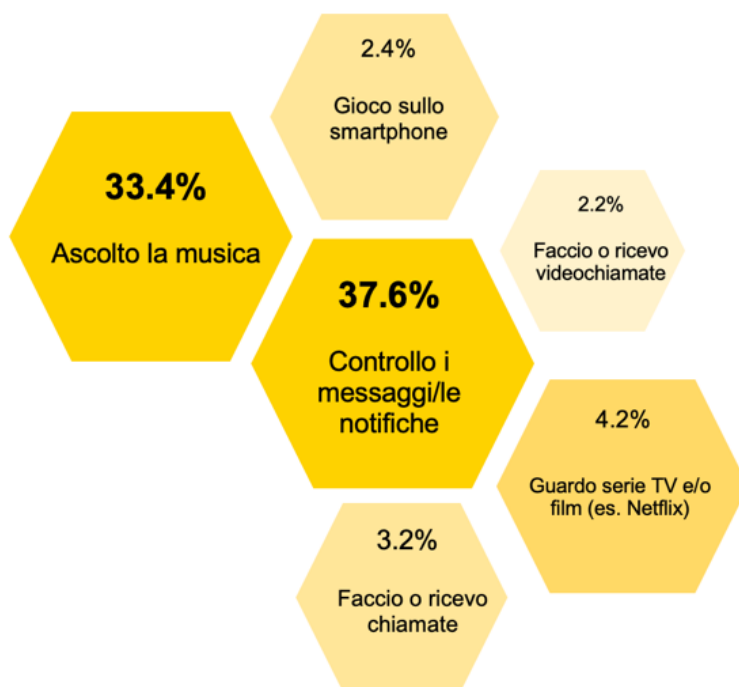 2.4%
Gioco sullo
smartphone
33.4%
Ascolto la musica
2.2%
Faccio o ricevo
videochiamate
37.6%
Controllo i
messaggi/le
notifiche
4.2%
Guardo serie TV e/o
film (es. Netflix)
3.2%
Faccio o ricevo
chiamate